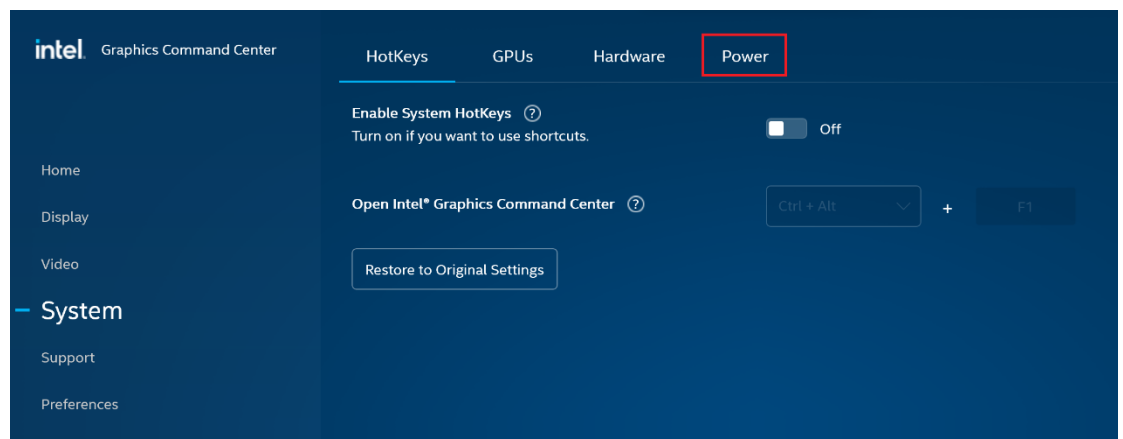 intel. Graphics Command Center
HotKeys GPUs Hardware Power
Enable System HotKeys ?
Turn on if you want to use shortcuts.
Off
Home
Open Intel® Graphics Command Center ?
Ctrl + Alt + F1
Display
Video
Restore to Original Settings
System
Support
Preferences